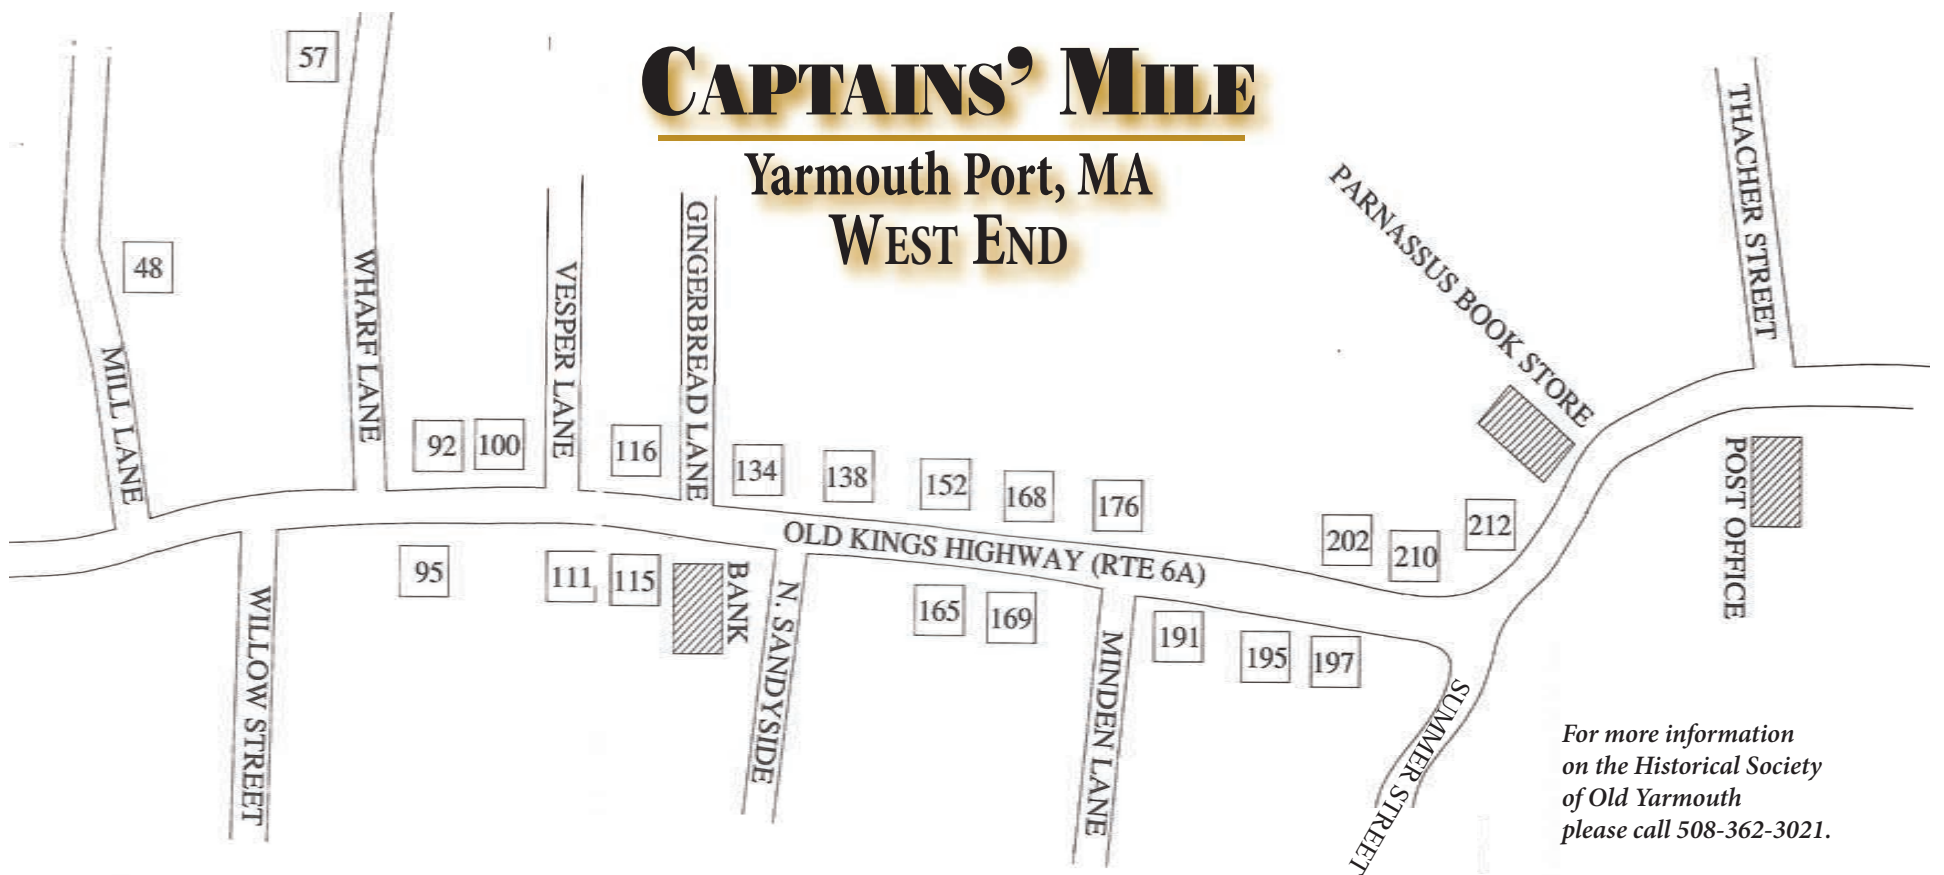 CAPTAINS’ MILE
Yarmouth Port, MA
WEST END
57
48
MILL LANE
WHARF LANE
VESPER LANE
GINGERBREAD LANE
PARNASSUS BOOK STORE
THACHER STREET
92
100
116
134
138
152
168
176
202
210
212
OLD KINGS HIGHWAY (RTE 6A)
POST OFFICE
95
111
115
BANK
165
169
191
195
197
WILLOW STREET
N. SANDYSIDE
MINDEN LANE
SUMMER STREET
For more information
on the Historical Society
of Old Yarmouth
please call 508-362-3021.